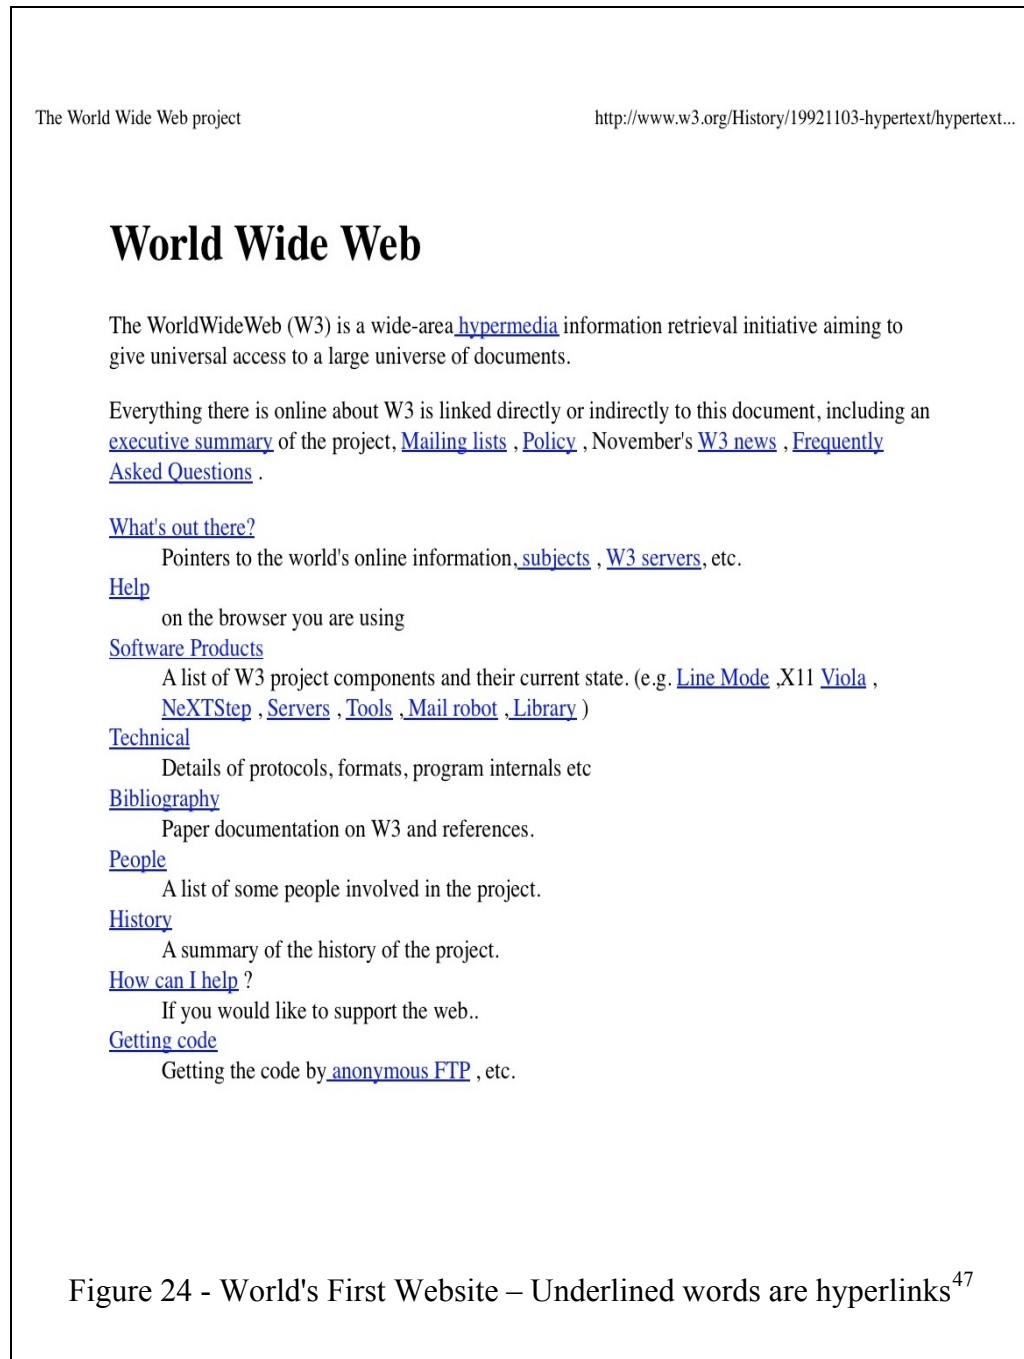 The World Wide Web project http://www.w3.org/History/19921103-hypertext/hypertext...
World Wide Web
The WorldWideWeb (W3) is a wide-area hypermedia information retrieval initiative aiming to
give universal access to a large universe of documents.
Everything there is online about W3 is linked directly or indirectly to this document, including an
executive summary of the project, Mailing lists , Policy , November's W3 news , Frequently
Asked Questions .
What's out there?
Pointers to the world's online information, subjects , W3 servers, etc.
Help
on the browser you are using
Software Products
A list of W3 project components and their current state. (e.g. Line Mode ,X11 Viola ,
NeXTStep , Servers , Tools , Mail robot , Library )
Technical
Details of protocols, formats, program internals etc
Bibliography
Paper documentation on W3 and references.
People
A list of some people involved in the project.
History
A summary of the history of the project.
How can I help ?
If you would like to support the web..
Getting code
Getting the code by anonymous FTP , etc.
Figure 24 - World's First Website – Underlined words are hyperlinks47